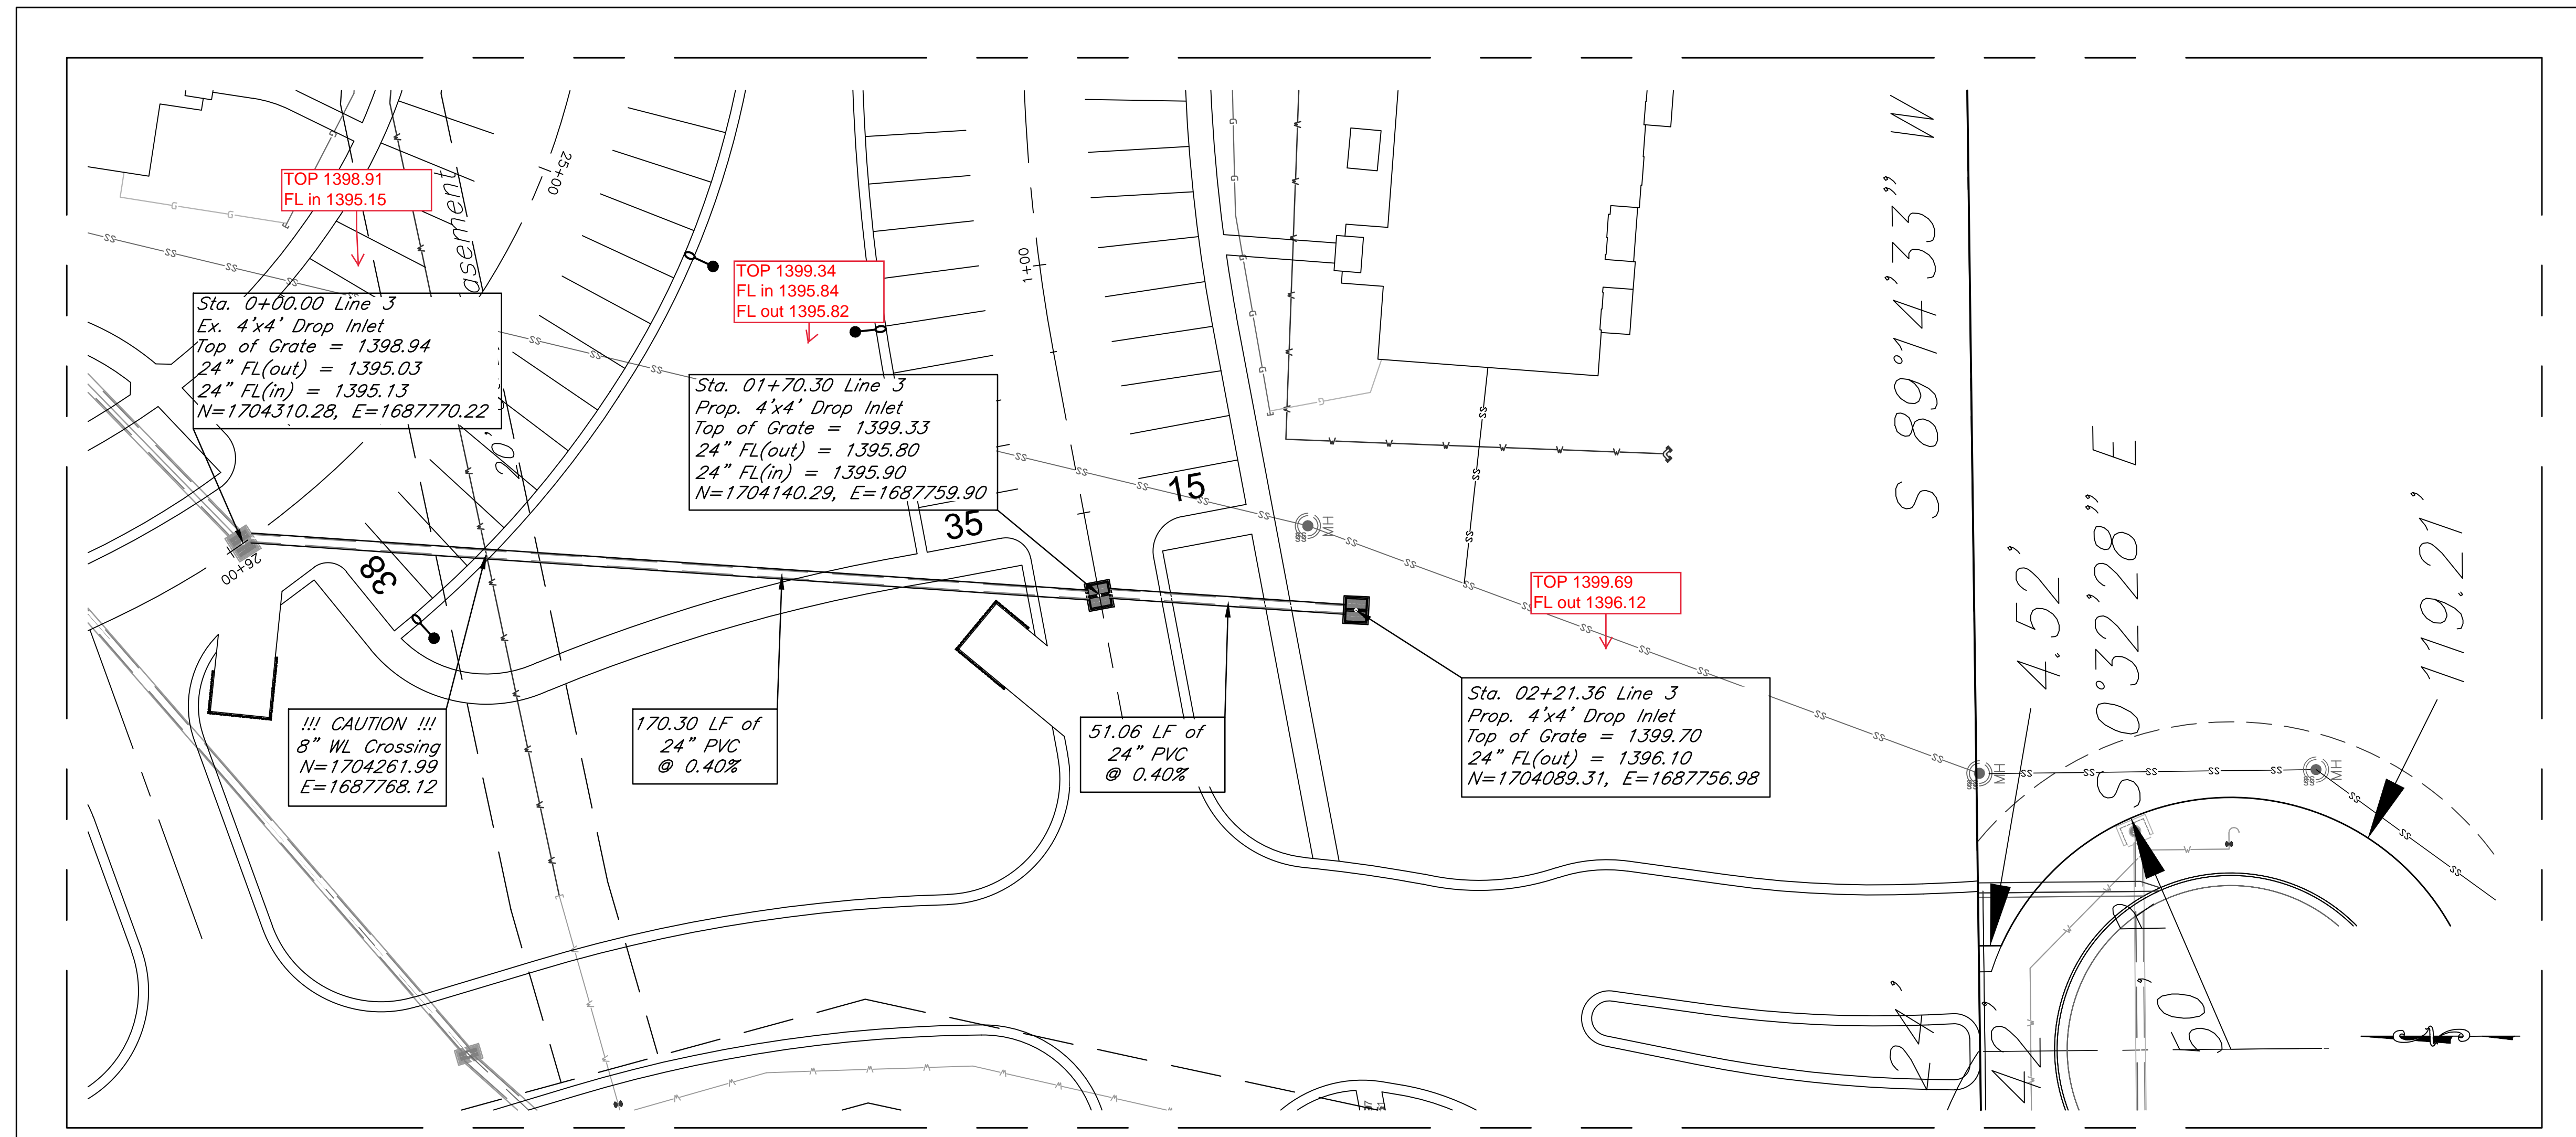 TOP 1398.91
FL in 1395.15
asement
25+00
TOP 1399.34
FL in 1395.84
FL out 1395.82
1+00
S 89°14'33" W
Sta. 0+00.00 Line 3
Ex. 4'x4' Drop Inlet
Top of Grate = 1398.94
24" FL(out) = 1395.03
24" FL(in) = 1395.13
N=1704310.28, E=1687770.22
20'
Sta. 01+70.30 Line 3
Prop. 4'x4' Drop Inlet
Top of Grate = 1399.33
24" FL(out) = 1395.80
24" FL(in) = 1395.90
N=1704140.29, E=1687759.90
15
35
38
26+00
MH
SS
TOP 1399.69
FL out 1396.12
Sta. 02+21.36 Line 3
Prop. 4'x4' Drop Inlet
Top of Grate = 1399.70
24" FL(out) = 1396.10
N=1704089.31, E=1687756.98
!!! CAUTION !!!
8" WL Crossing
N=1704261.99
E=1687768.12
170.30 LF of
24" PVC
@ 0.40%
51.06 LF of
24" PVC
@ 0.40%
4.52'
S 0°32'28" E
119.21'
MH
SS
MH
SS
24'
42'
50'